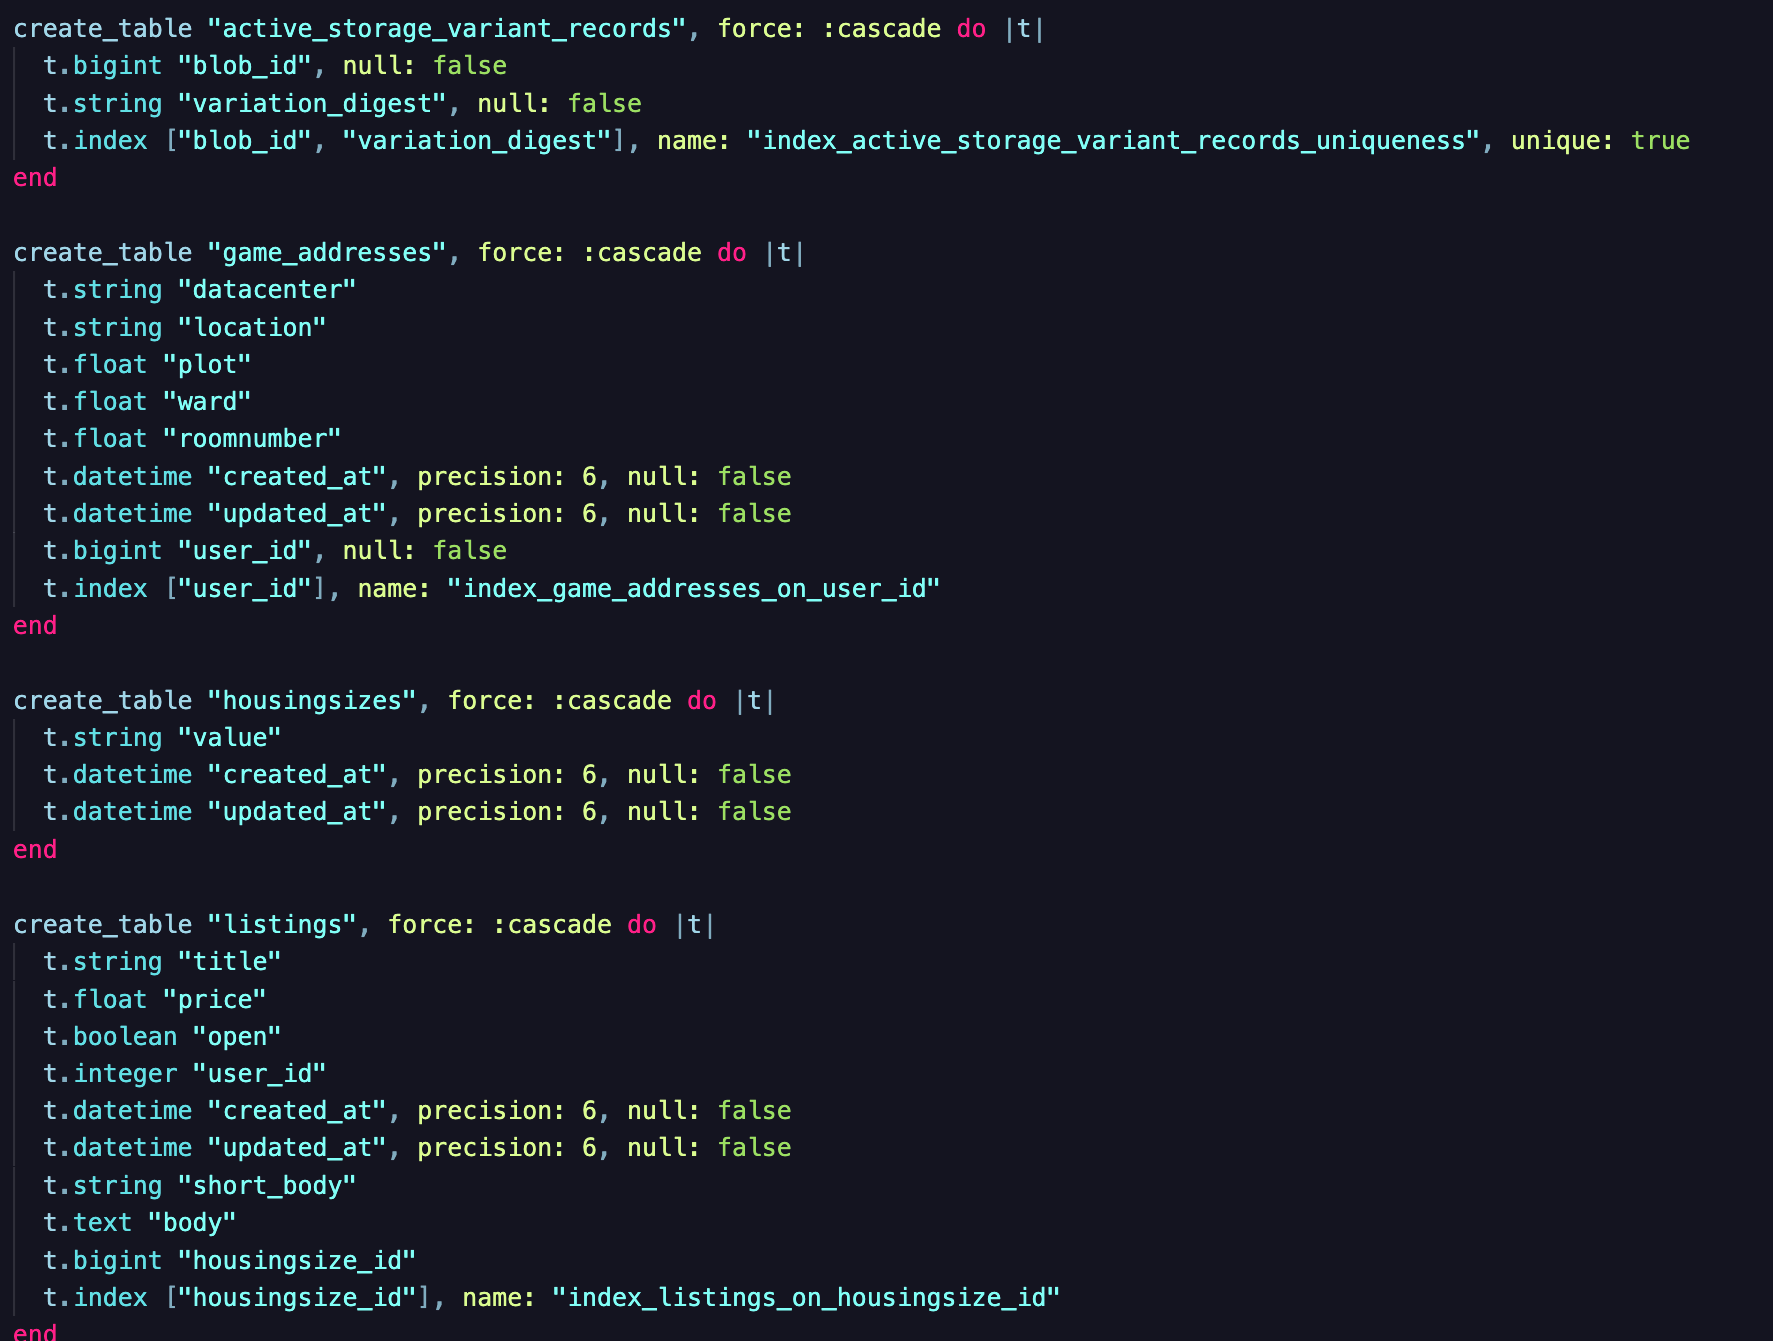 create_table "active_storage_variant_records", force: :cascade do |t|
  t.bigint "blob_id", null: false
  t.string "variation_digest", null: false
  t.index ["blob_id", "variation_digest"], name: "index_active_storage_variant_records_uniqueness", unique: true
end

create_table "game_addresses", force: :cascade do |t|
  t.string "datacenter"
  t.string "location"
  t.float "plot"
  t.float "ward"
  t.float "roomnumber"
  t.datetime "created_at", precision: 6, null: false
  t.datetime "updated_at", precision: 6, null: false
  t.bigint "user_id", null: false
  t.index ["user_id"], name: "index_game_addresses_on_user_id"
end

create_table "housingsizes", force: :cascade do |t|
  t.string "value"
  t.datetime "created_at", precision: 6, null: false
  t.datetime "updated_at", precision: 6, null: false
end

create_table "listings", force: :cascade do |t|
  t.string "title"
  t.float "price"
  t.boolean "open"
  t.integer "user_id"
  t.datetime "created_at", precision: 6, null: false
  t.datetime "updated_at", precision: 6, null: false
  t.string "short_body"
  t.text "body"
  t.bigint "housingsize_id"
  t.index ["housingsize_id"], name: "index_listings_on_housingsize_id"
end